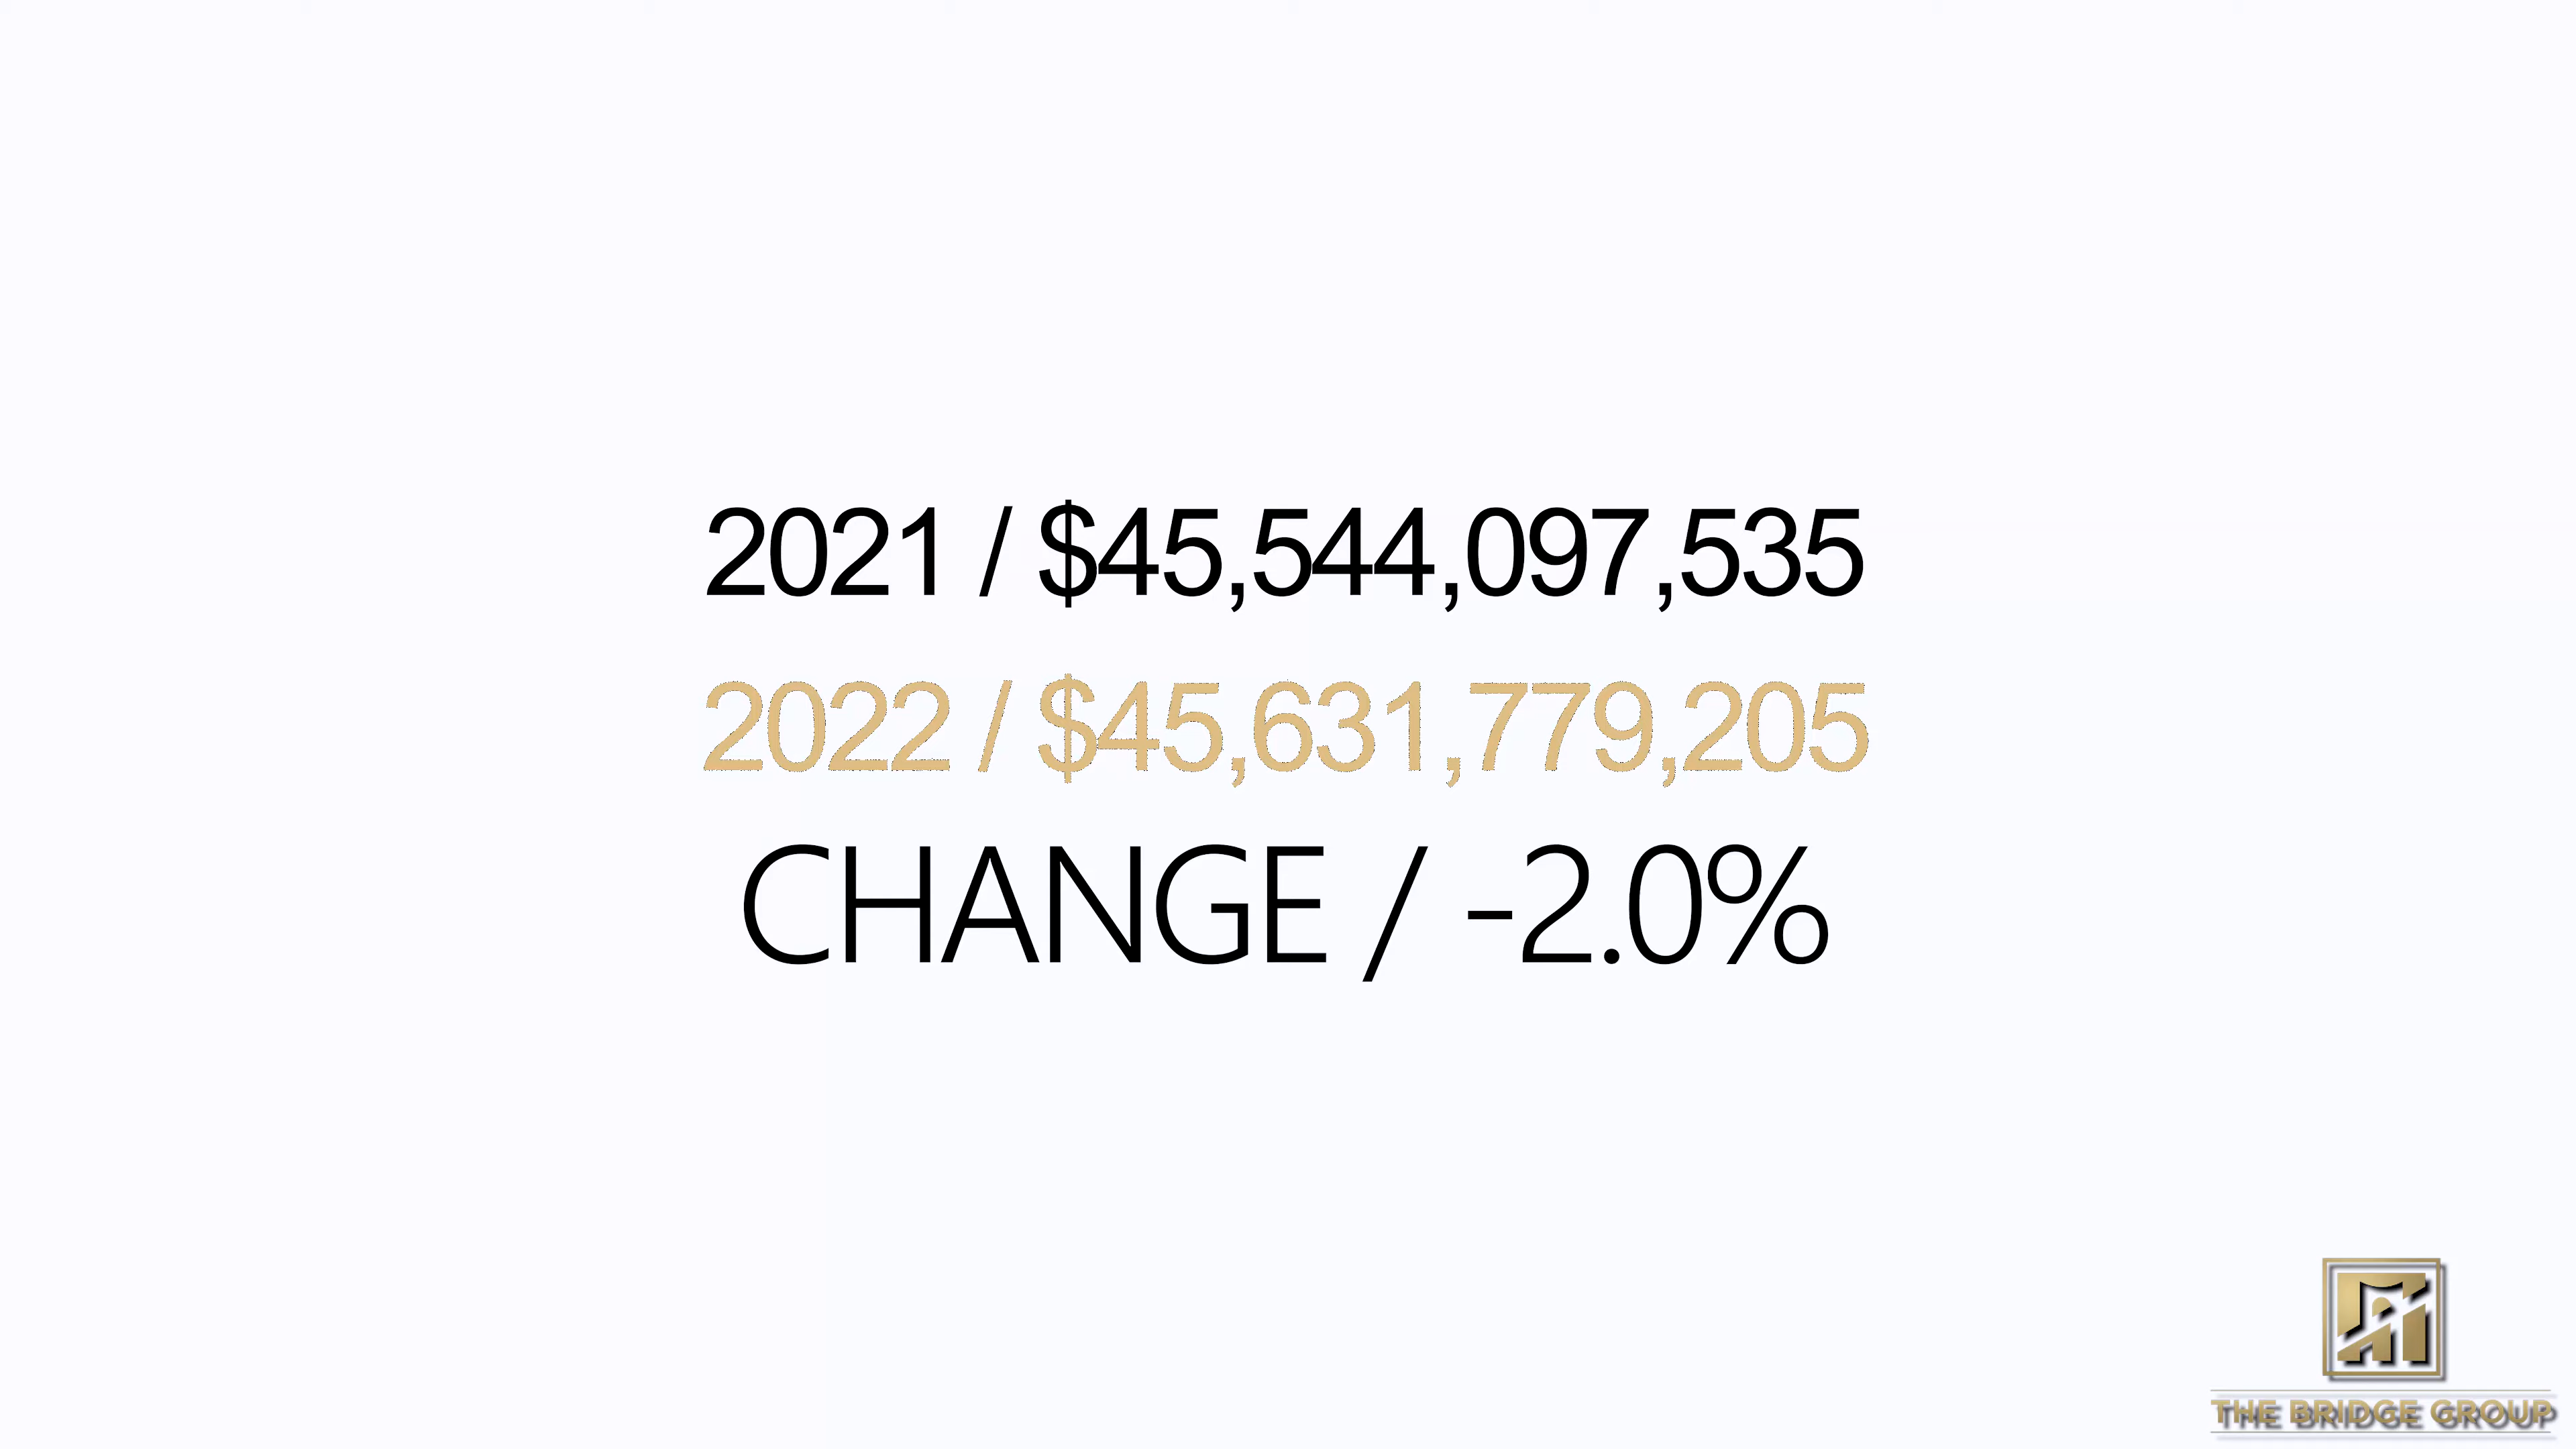 2021 / $45,544,097,535
2022 / $45,631,779,205
CHANGE / -2.0%
THE BRIDGE GROUP